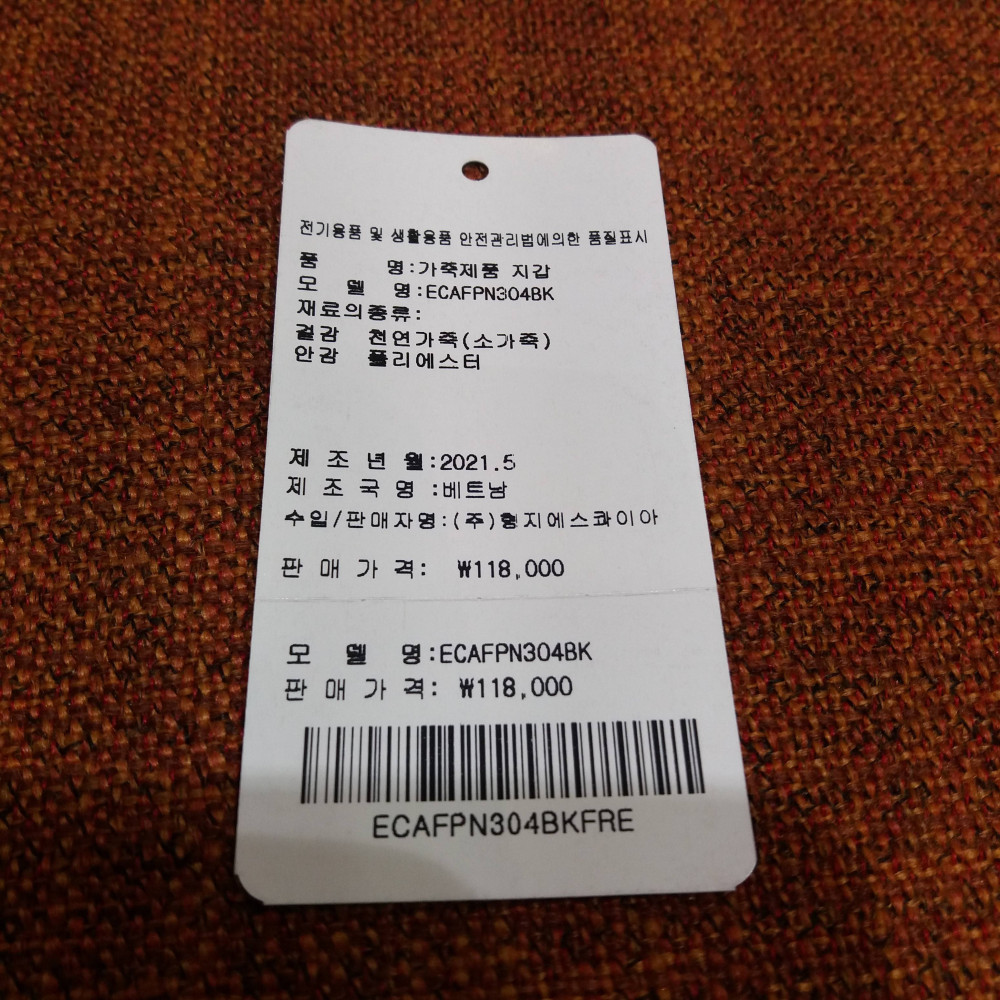 전기용품 및 생활용품 안전관리법에의한 품질표시
품 명:가죽제품 지갑
모 델 명:ECAFPN304BK
재료의종류:
겉감 천연가죽(소가죽)
안감 폴리에스터
제 조 년 월:2021.5
제 조 국 명 :베트남
수입/판매자명:(주)형지에스콰이아
판 매 가 격: ₩118,000
모 델 명:ECAFPN304BK
판 매 가 격: ₩118,000
ECAFPN304BKFRE